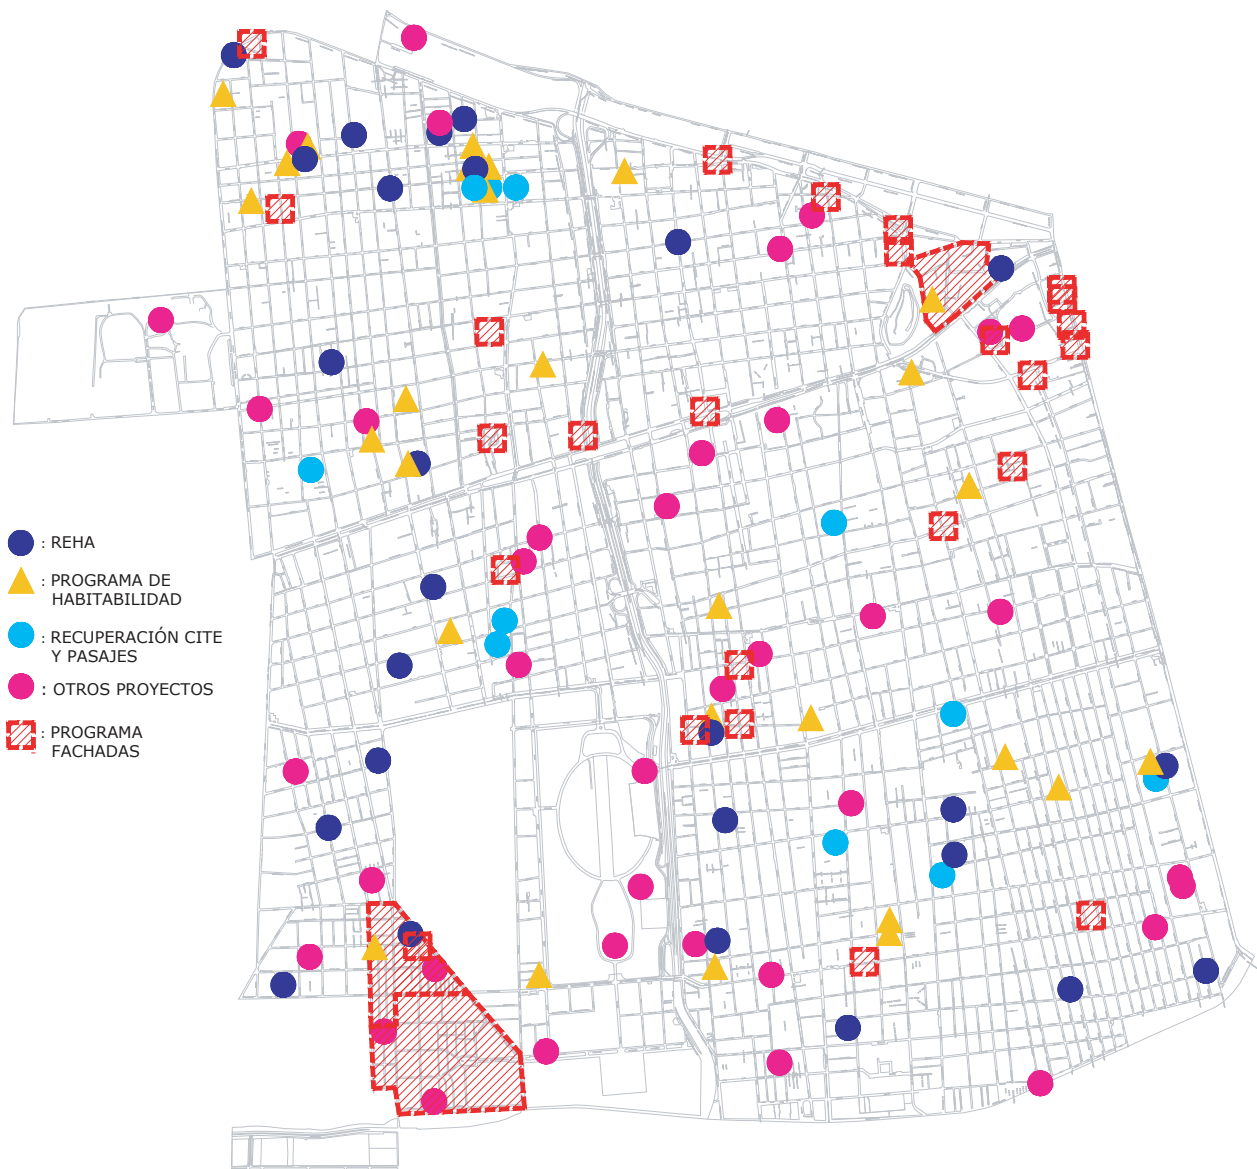 : REHA
: PROGRAMA DE
HABITABILIDAD
: RECUPERACIÓN CITE
Y PASAJES
: OTROS PROYECTOS
: PROGRAMA
FACHADAS